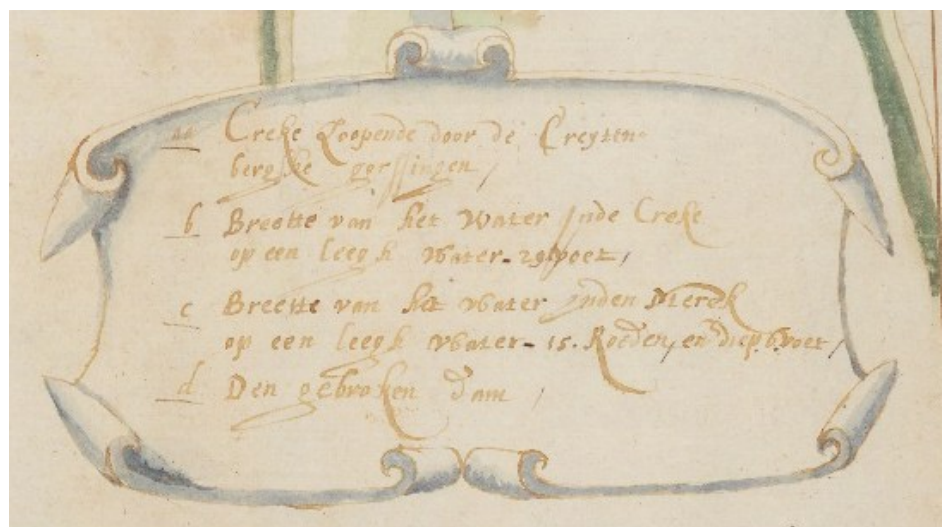 aa Creke Loopende door de Creyten-
berghe gorssingen,
b Breette van het Water Inde Creke
op een leegh Water - 29 voet,
c Breette van het Water Inden Merck
op een leegh Water - 15. Roeden, en diep 6 voet,
d Den gebroken dam,